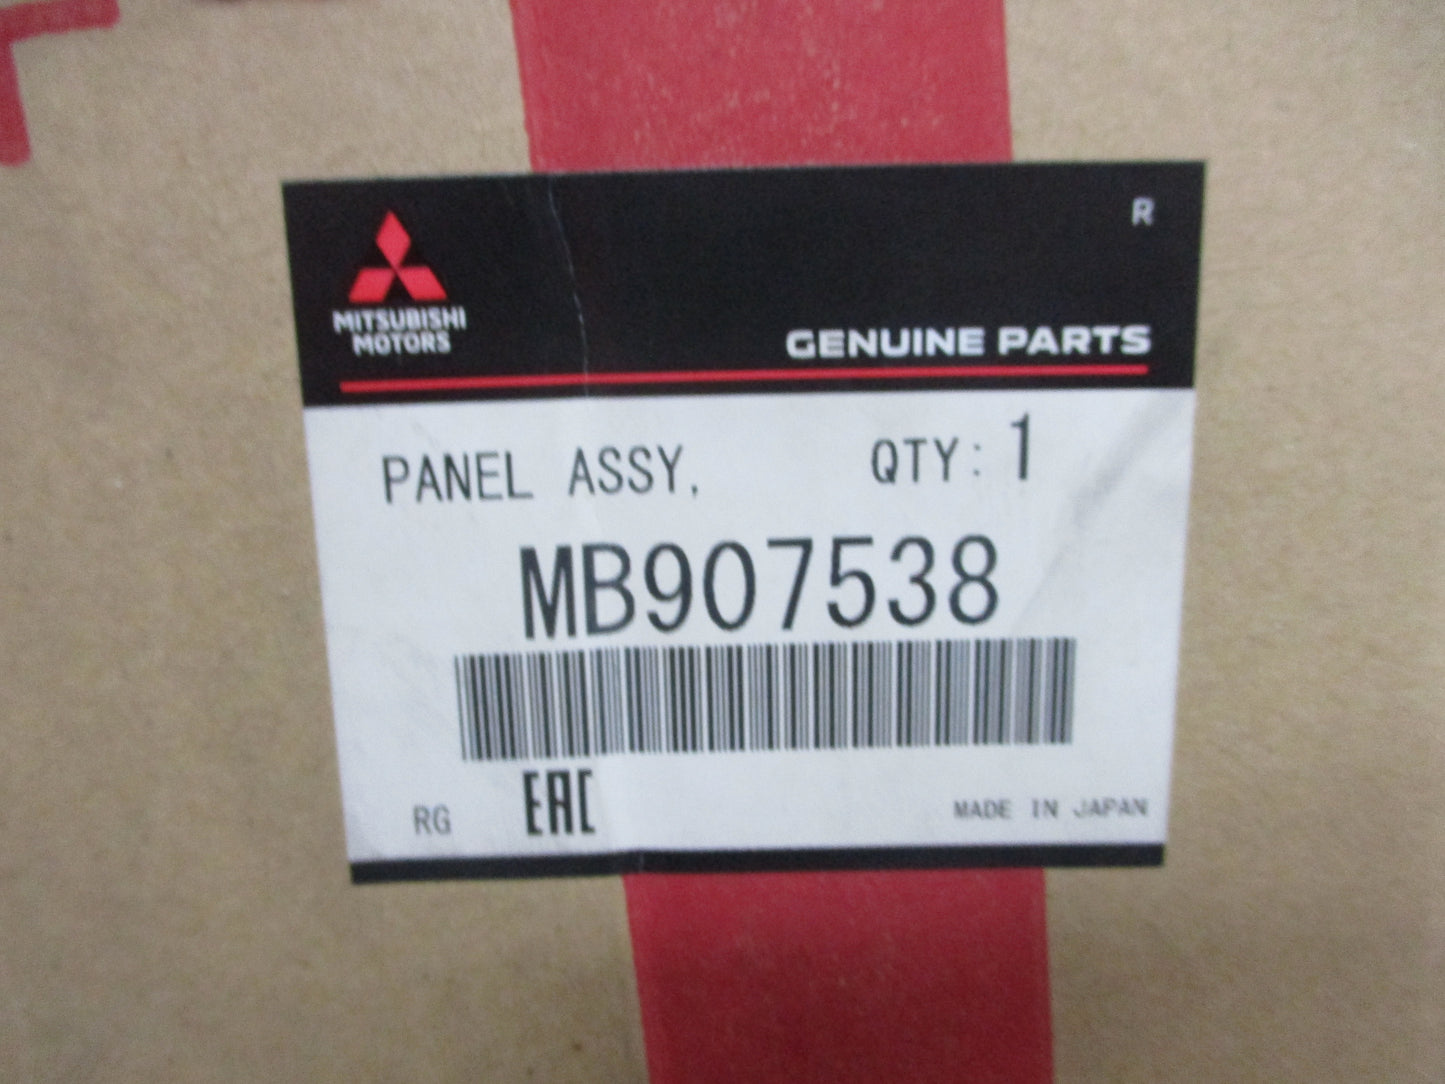 R
MITSUBISHI
MOTORS
GENUINE PARTS
PANEL ASSY, QTY: 1
MB907538
RG EAC MADE IN JAPAN